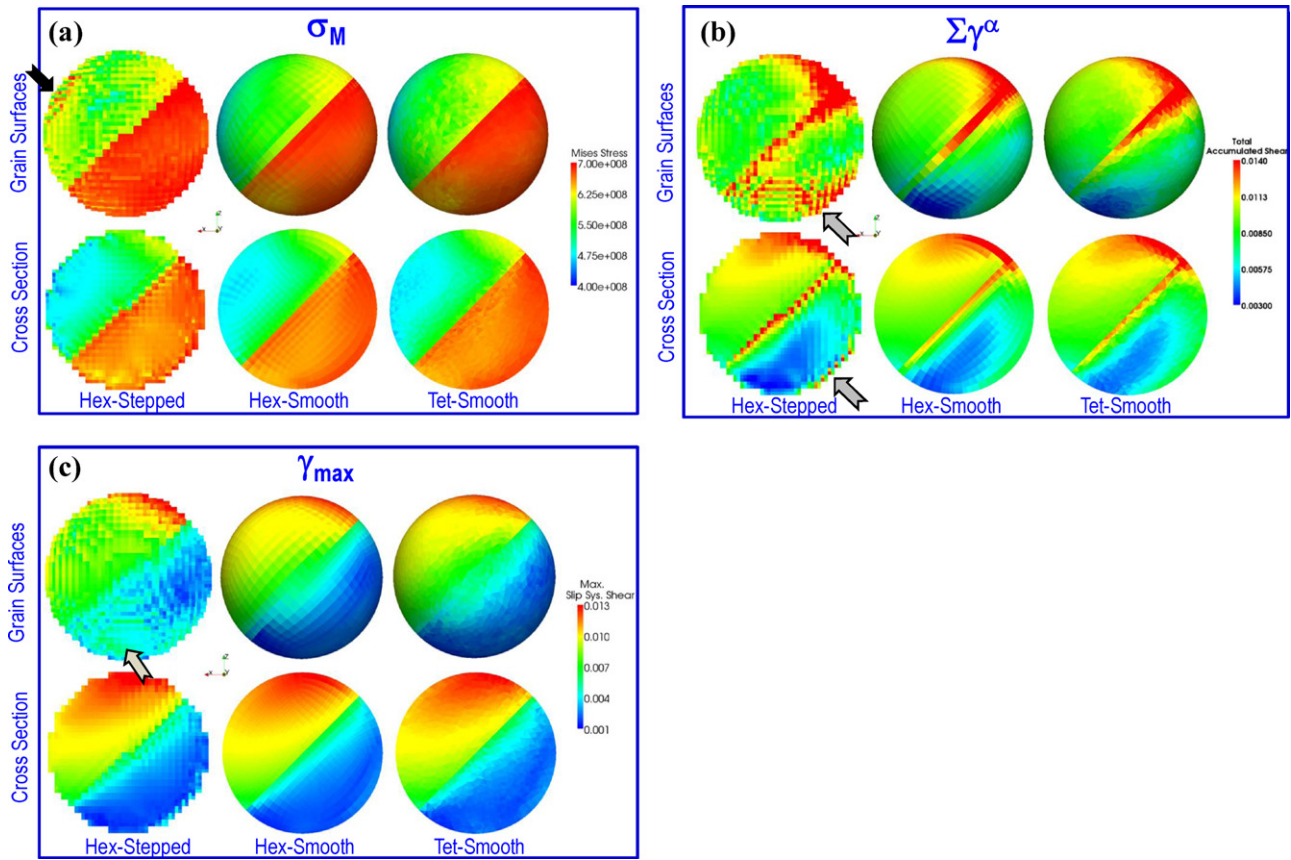 (a)
σM
Grain Surfaces
Mises Stress
7.00e+008
6.25e+008
5.50e+008
4.75e+008
4.00e+008
Cross Section
Hex-Stepped
Hex-Smooth
Tet-Smooth
(b)
Σγα
Grain Surfaces
Total
Accumulated Shear
0.0140
0.0113
0.00850
0.00575
0.00300
Cross Section
Hex-Stepped
Hex-Smooth
Tet-Smooth
(c)
γmax
Grain Surfaces
Max.
Slip Sys. Shear
0.013
0.010
0.007
0.004
0.001
Cross Section
Hex-Stepped
Hex-Smooth
Tet-Smooth